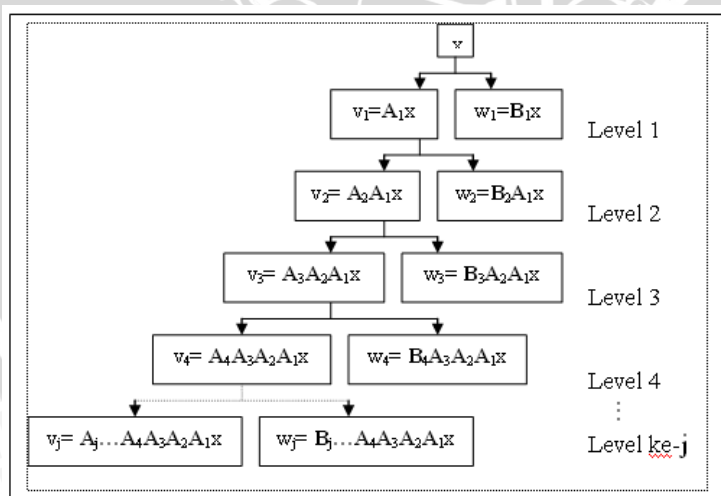 x
v₁=A₁x w₁=B₁x
Level 1
v₂= A₂A₁x w₂=B₂A₁x
Level 2
v₃= A₃A₂A₁x w₃= B₃A₂A₁x
Level 3
v₄= A₄A₃A₂A₁x w₄= B₄A₃A₂A₁x
Level 4
⋮
vⱼ= Aⱼ…A₄A₃A₂A₁x wⱼ= Bⱼ…A₄A₃A₂A₁x
Level ke-j